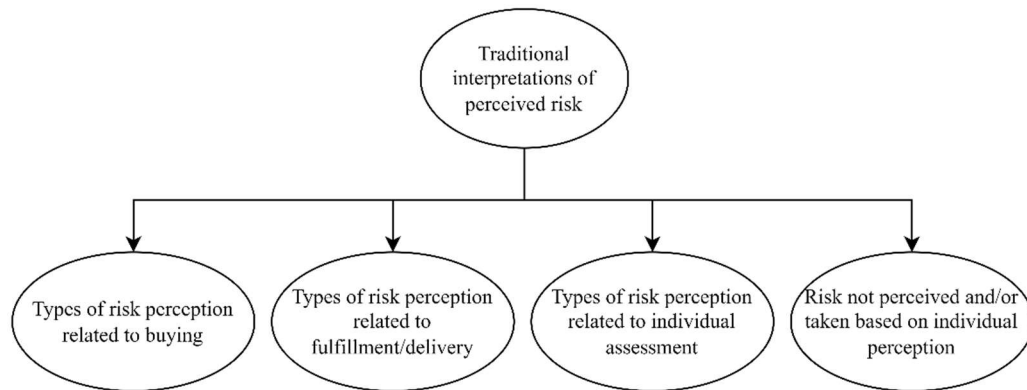 Traditional
interpretations of
perceived risk
Types of risk perception
related to buying
Types of risk perception
related to
fulfillment/delivery
Types of risk perception
related to individual
assessment
Risk not perceived and/or
taken based on individual
perception